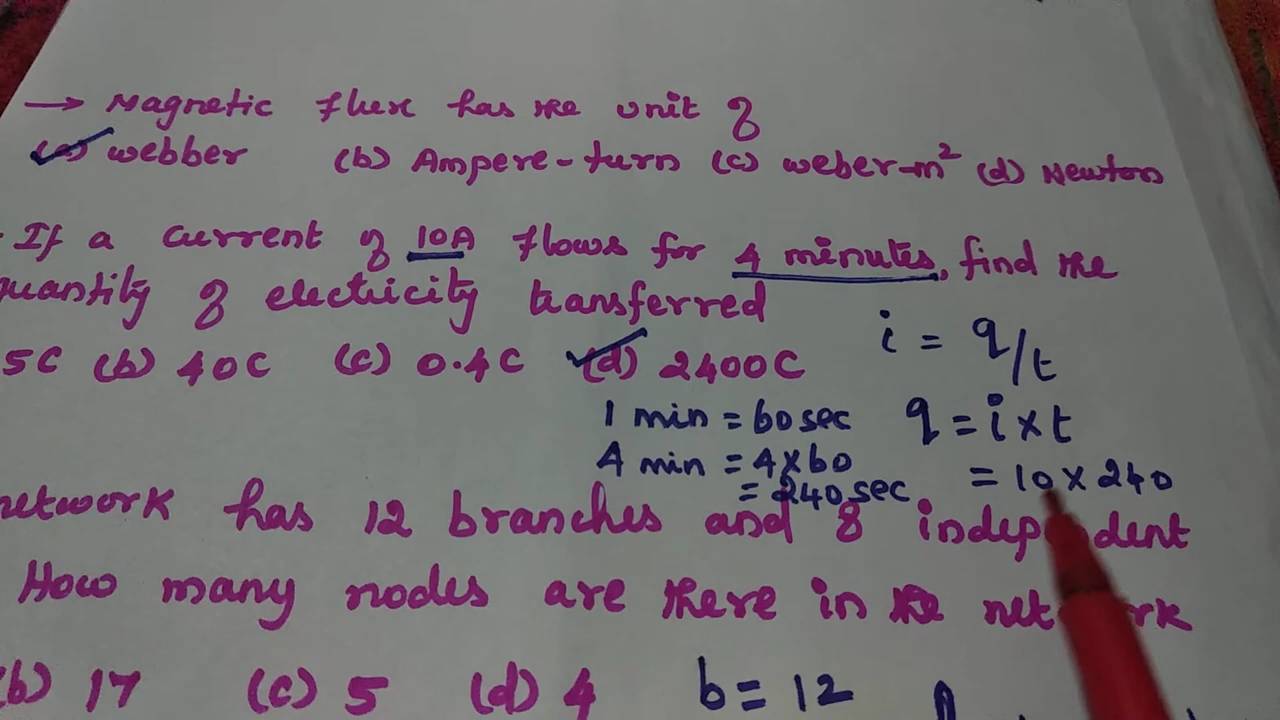 → Magnetic flux has the unit of
(a) webber (b) Ampere-turn (c) weber-m² (d) Newton
If a current of 10A flows for 4 minutes, find the
quantity of electricity transferred
5C (b) 40C (c) 0.4C (d) 2400C
i = q/t
1 min = 60 sec
q = i×t
4 min = 4×60
= 240 sec
= 10×240
network has 12 branches and 8 independent
How many nodes are there in the network
(b) 17 (c) 5 (d) 4
b = 12